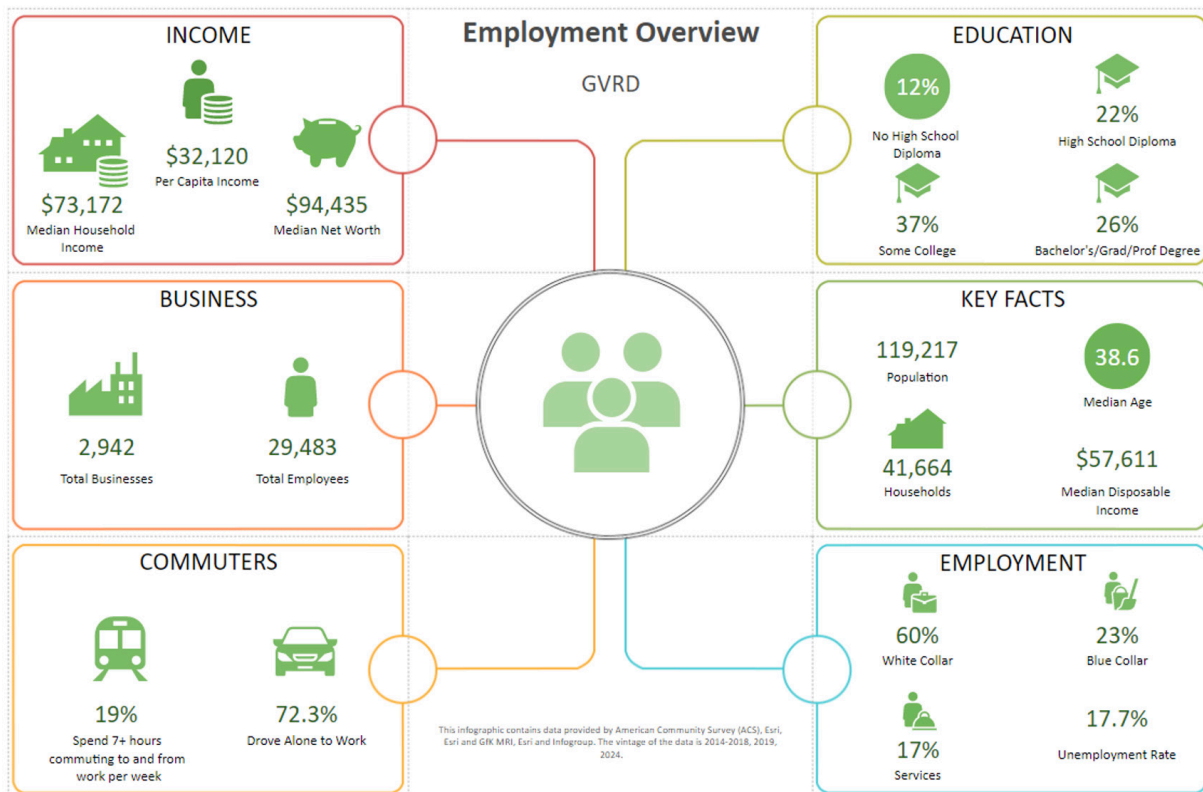 Employment Overview
GVRD
INCOME
$73,172
Median Household
Income
$32,120
Per Capita Income
$94,435
Median Net Worth
EDUCATION
12%
No High School
Diploma
22%
High School Diploma
37%
Some College
26%
Bachelor's/Grad/Prof Degree
BUSINESS
2,942
Total Businesses
29,483
Total Employees
KEY FACTS
119,217
Population
38.6
Median Age
41,664
Households
$57,611
Median Disposable
Income
COMMUTERS
19%
Spend 7+ hours
commuting to and from
work per week
72.3%
Drove Alone to Work
EMPLOYMENT
60%
White Collar
23%
Blue Collar
17%
Services
17.7%
Unemployment Rate
This infographic contains data provided by American Community Survey (ACS), Esri,
Esri and GfK MRI, Esri and Infogroup. The vintage of the data is 2014-2018, 2019,
2024.